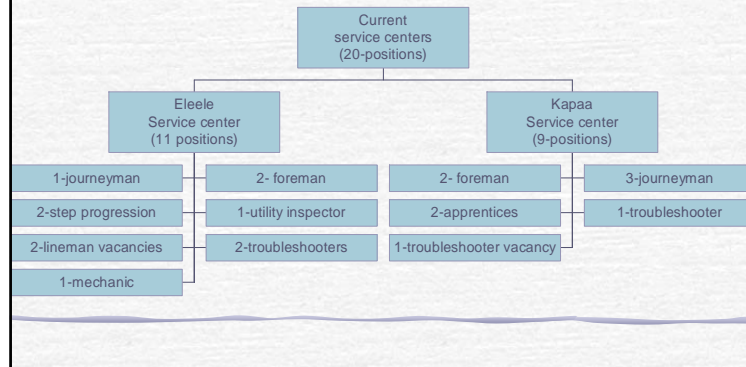 Current
service centers
(20-positions)
Eleele
Service center
(11 positions)
Kapaa
Service center
(9-positions)
1-journeyman
2- foreman
2-step progression
1-utility inspector
2-lineman vacancies
2-troubleshooters
1-mechanic
2- foreman
3-journeyman
2-apprentices
1-troubleshooter
1-troubleshooter vacancy